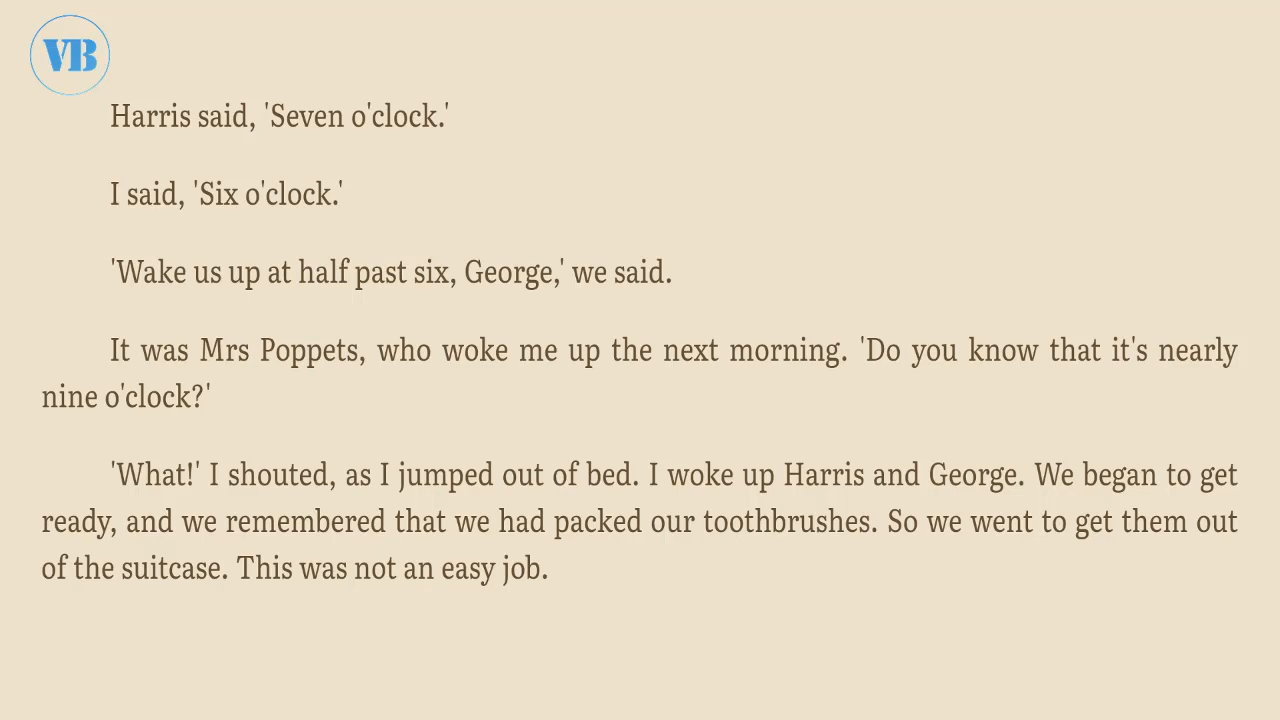 VB
Harris said, 'Seven o'clock.'
I said, 'Six o'clock.'
'Wake us up at half past six, George,' we said.
It was Mrs Poppets, who woke me up the next morning. 'Do you know that it's nearly
nine o'clock?'
'What!' I shouted, as I jumped out of bed. I woke up Harris and George. We began to get
ready, and we remembered that we had packed our toothbrushes. So we went to get them out
of the suitcase. This was not an easy job.